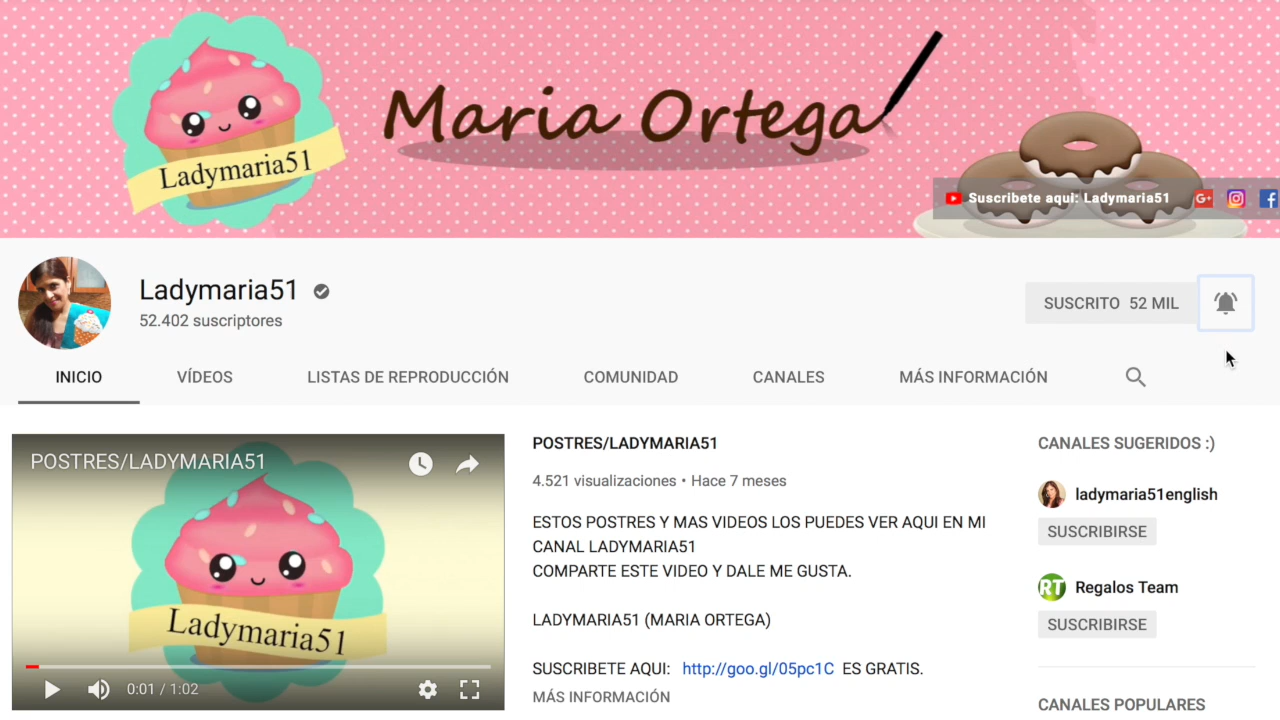 Maria Ortega
Ladymaria51
Suscribete aqui: Ladymaria51
G+
Ladymaria51
52.402 suscriptores
SUSCRITO 52 MIL
INICIO
VÍDEOS
LISTAS DE REPRODUCCIÓN
COMUNIDAD
CANALES
MÁS INFORMACIÓN
POSTRES/LADYMARIA51
Ladymaria51
0:01 / 1:02
POSTRES/LADYMARIA51
4.521 visualizaciones • Hace 7 meses
ESTOS POSTRES Y MAS VIDEOS LOS PUEDES VER AQUI EN MI
CANAL LADYMARIA51
COMPARTE ESTE VIDEO Y DALE ME GUSTA.
LADYMARIA51 (MARIA ORTEGA)
SUSCRIBETE AQUI: http://goo.gl/05pc1C ES GRATIS.
MÁS INFORMACIÓN
CANALES SUGERIDOS :)
ladymaria51english
SUSCRIBIRSE
RT
Regalos Team
SUSCRIBIRSE
CANALES POPULARES